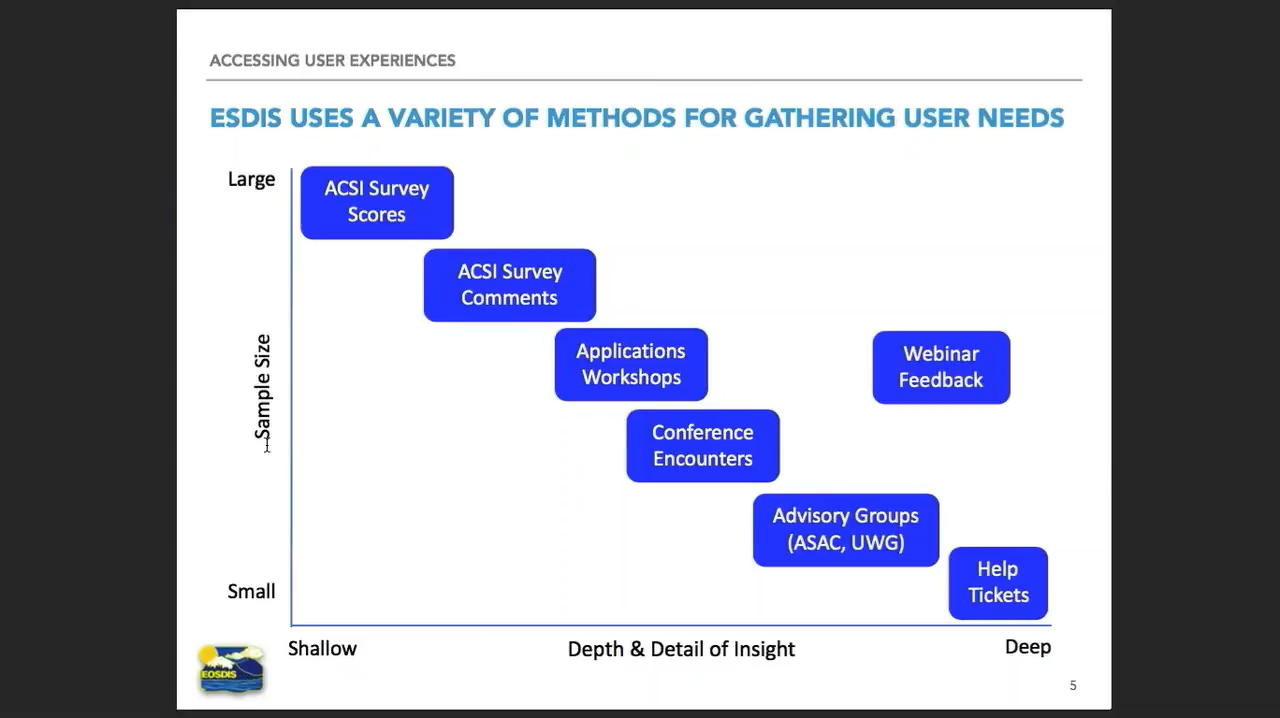 ACCESSING USER EXPERIENCES
ESDIS USES A VARIETY OF METHODS FOR GATHERING USER NEEDS
Large
ACSI Survey
Scores
ACSI Survey
Comments
Sample Size
Applications
Workshops
Webinar
Feedback
Conference
Encounters
Advisory Groups
(ASAC, UWG)
Help
Tickets
Small
Shallow
Depth & Detail of Insight
Deep
EOSDIS
5